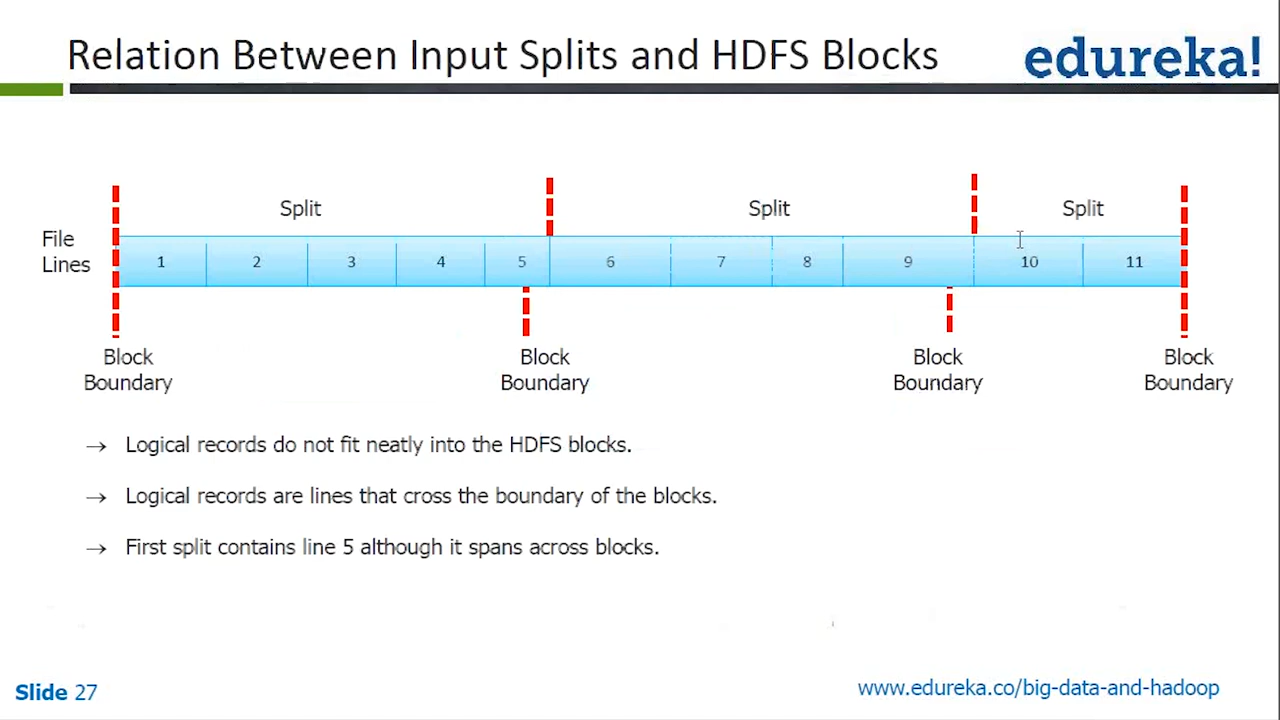 Relation Between Input Splits and HDFS Blocks
edureka!
Split Split Split
File
Lines
1 2 3 4 5 6 7 8 9 10 11
Block
Boundary
Block
Boundary
Block
Boundary
Block
Boundary
→ Logical records do not fit neatly into the HDFS blocks.
→ Logical records are lines that cross the boundary of the blocks.
→ First split contains line 5 although it spans across blocks.
Slide 27
www.edureka.co/big-data-and-hadoop